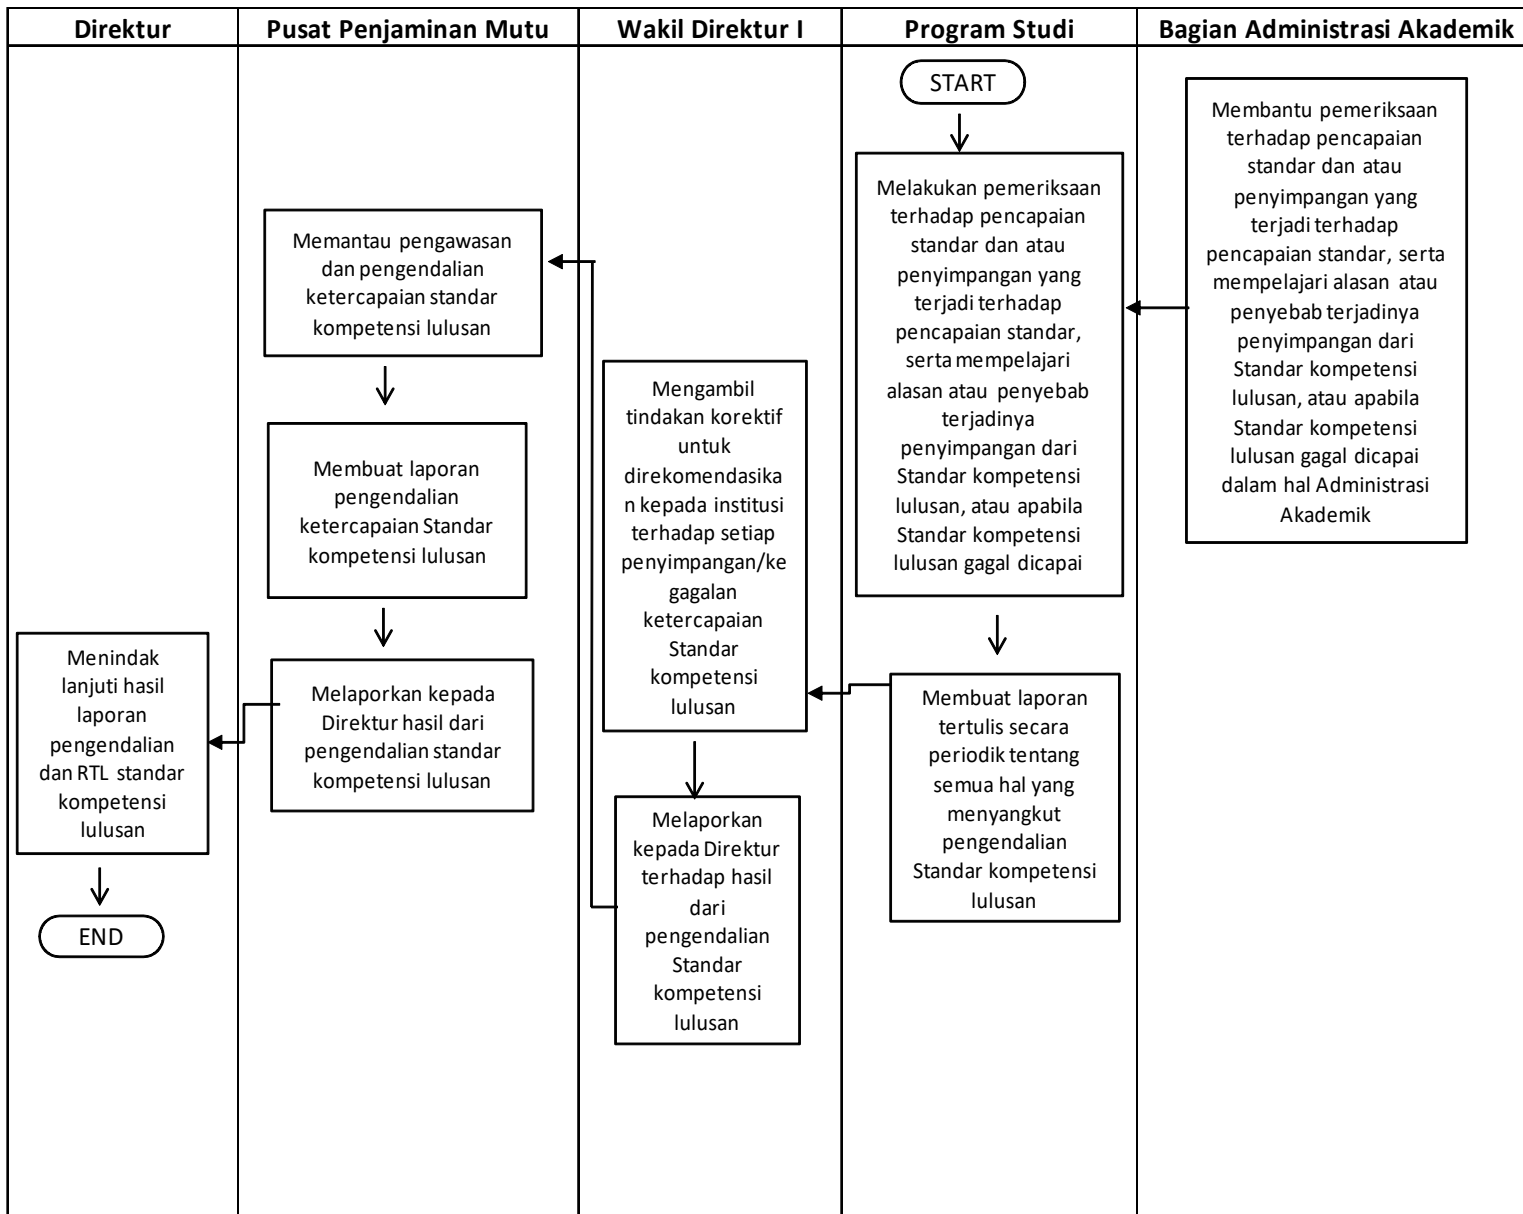 Direktur
Pusat Penjaminan Mutu
Wakil Direktur I
Program Studi
Bagian Administrasi Akademik
START
Melakukan pemeriksaan
terhadap pencapaian
standar dan atau
penyimpangan yang
terjadi terhadap
pencapaian standar,
serta mempelajari
alasan atau penyebab
terjadinya
penyimpangan dari
Standar kompetensi
lulusan, atau apabila
Standar kompetensi
lulusan gagal dicapai
Membantu pemeriksaan
terhadap pencapaian
standar dan atau
penyimpangan yang
terjadi terhadap
pencapaian standar, serta
mempelajari alasan atau
penyebab terjadinya
penyimpangan dari
Standar kompetensi
lulusan, atau apabila
Standar kompetensi
lulusan gagal dicapai
dalam hal Administrasi
Akademik
Membuat laporan
tertulis secara
periodik tentang
semua hal yang
menyangkut
pengendalian
Standar kompetensi
lulusan
Mengambil
tindakan korektif
untuk
direkomendasika
n kepada institusi
terhadap setiap
penyimpangan/ke
gagalan
ketercapaian
Standar
kompetensi
lulusan
Melaporkan
kepada Direktur
terhadap hasil
dari
pengendalian
Standar
kompetensi
lulusan
Memantau pengawasan
dan pengendalian
ketercapaian standar
kompetensi lulusan
Membuat laporan
pengendalian
ketercapaian Standar
kompetensi lulusan
Melaporkan kepada
Direktur hasil dari
pengendalian standar
kompetensi lulusan
Menindak
lanjuti hasil
laporan
pengendalian
dan RTL standar
kompetensi
lulusan
END